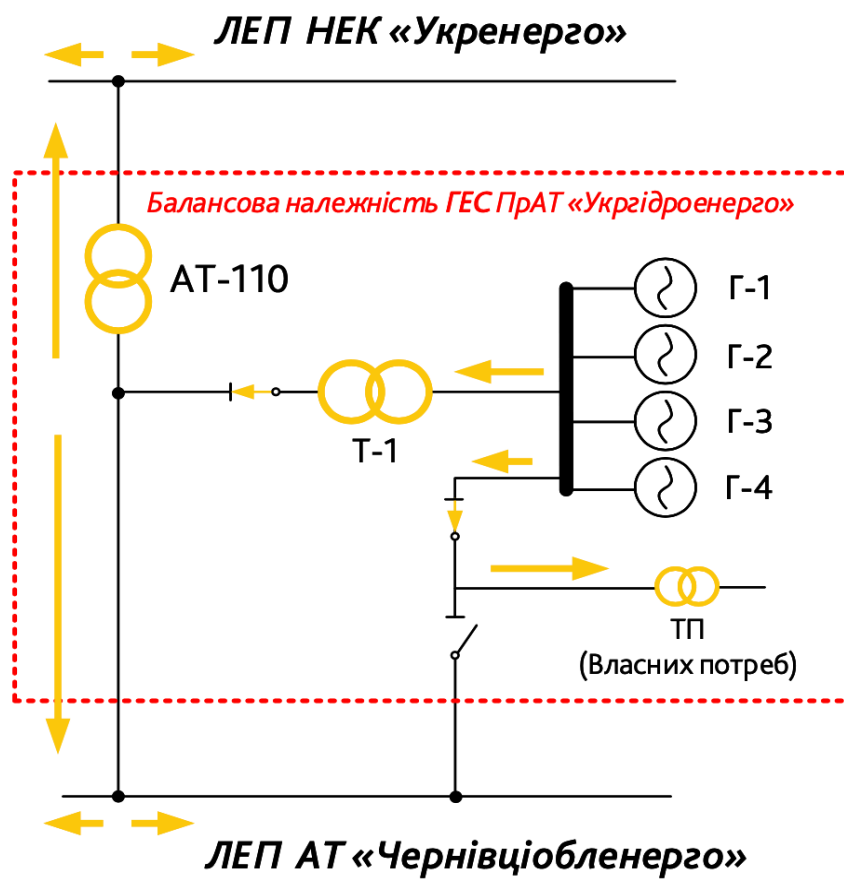 ЛЕП НЕК «Укренерго»
Балансова належність ГЕС ПрАТ «Укргідроенерго»
АТ-110
Г-1
Г-2
Г-3
Г-4
Т-1
ТП
(Власних потреб)
ЛЕП АТ «Чернівціобленерго»